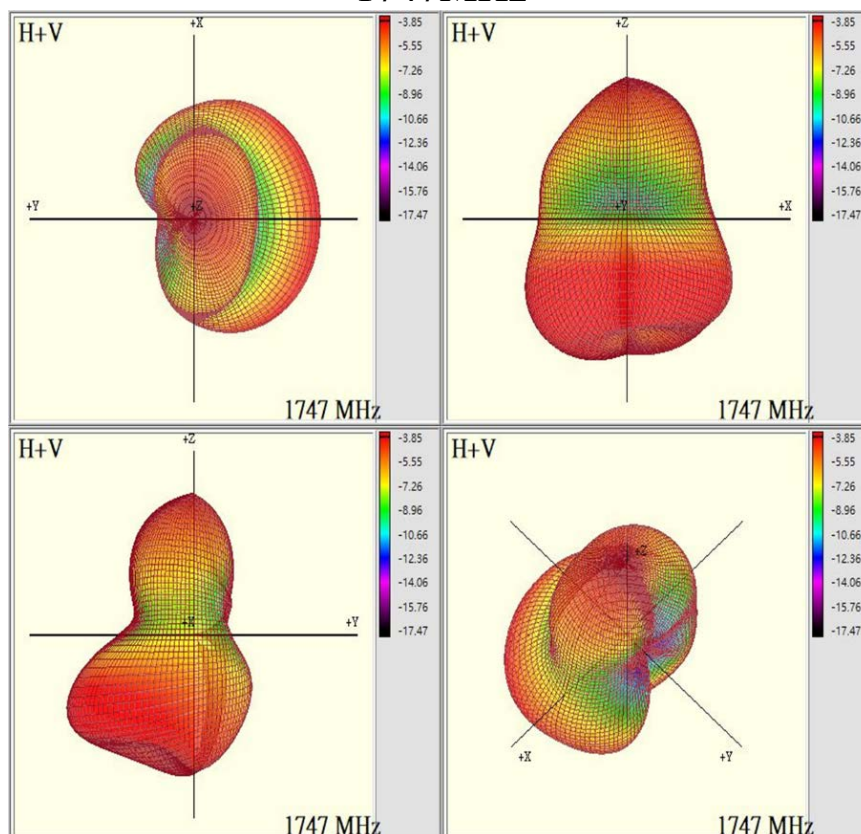 H+V
+X
+Y
+Z
1747 MHz
-3.85
-5.55
-7.26
-8.96
-10.66
-12.36
-14.06
-15.76
-17.47
H+V
+Z
+Y
+X
1747 MHz
-3.85
-5.55
-7.26
-8.96
-10.66
-12.36
-14.06
-15.76
-17.47
H+V
+Z
+X
+Y
1747 MHz
-3.85
-5.55
-7.26
-8.96
-10.66
-12.36
-14.06
-15.76
-17.47
H+V
+Z
+X
+Y
1747 MHz
-3.85
-5.55
-7.26
-8.96
-10.66
-12.36
-14.06
-15.76
-17.47